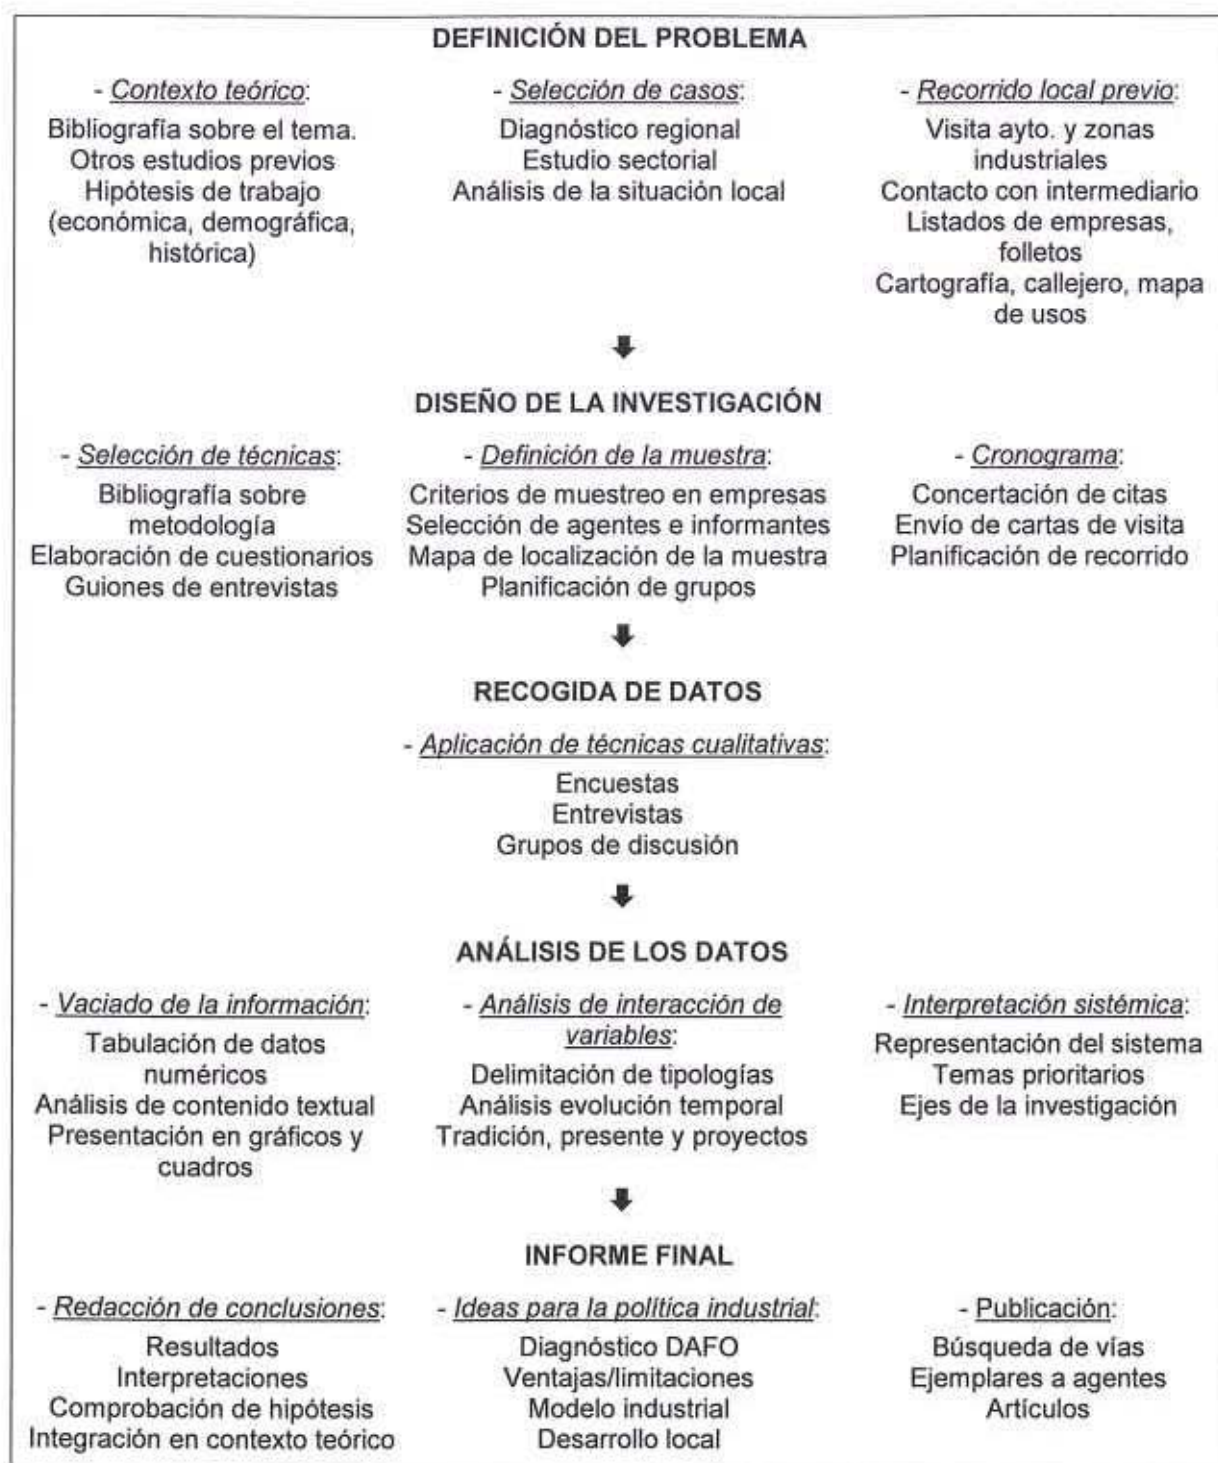 DEFINICIÓN DEL PROBLEMA
- Contexto teórico:
Bibliografía sobre el tema.
Otros estudios previos
Hipótesis de trabajo
(económica, demográfica,
histórica)
- Selección de casos:
Diagnóstico regional
Estudio sectorial
Análisis de la situación local
- Recorrido local previo:
Visita ayto. y zonas
industriales
Contacto con intermediario
Listados de empresas,
folletos
Cartografía, callejero, mapa
de usos
DISEÑO DE LA INVESTIGACIÓN
- Selección de técnicas:
Bibliografía sobre
metodología
Elaboración de cuestionarios
Guiones de entrevistas
- Definición de la muestra:
Criterios de muestreo en empresas
Selección de agentes e informantes
Mapa de localización de la muestra
Planificación de grupos
- Cronograma:
Concertación de citas
Envío de cartas de visita
Planificación de recorrido
RECOGIDA DE DATOS
- Aplicación de técnicas cualitativas:
Encuestas
Entrevistas
Grupos de discusión
ANÁLISIS DE LOS DATOS
- Vaciado de la información:
Tabulación de datos
numéricos
Análisis de contenido textual
Presentación en gráficos y
cuadros
- Análisis de interacción de
variables:
Delimitación de tipologías
Análisis evolución temporal
Tradición, presente y proyectos
- Interpretación sistémica:
Representación del sistema
Temas prioritarios
Ejes de la investigación
INFORME FINAL
- Redacción de conclusiones:
Resultados
Interpretaciones
Comprobación de hipótesis
Integración en contexto teórico
- Ideas para la política industrial:
Diagnóstico DAFO
Ventajas/limitaciones
Modelo industrial
Desarrollo local
- Publicación:
Búsqueda de vías
Ejemplares a agentes
Artículos